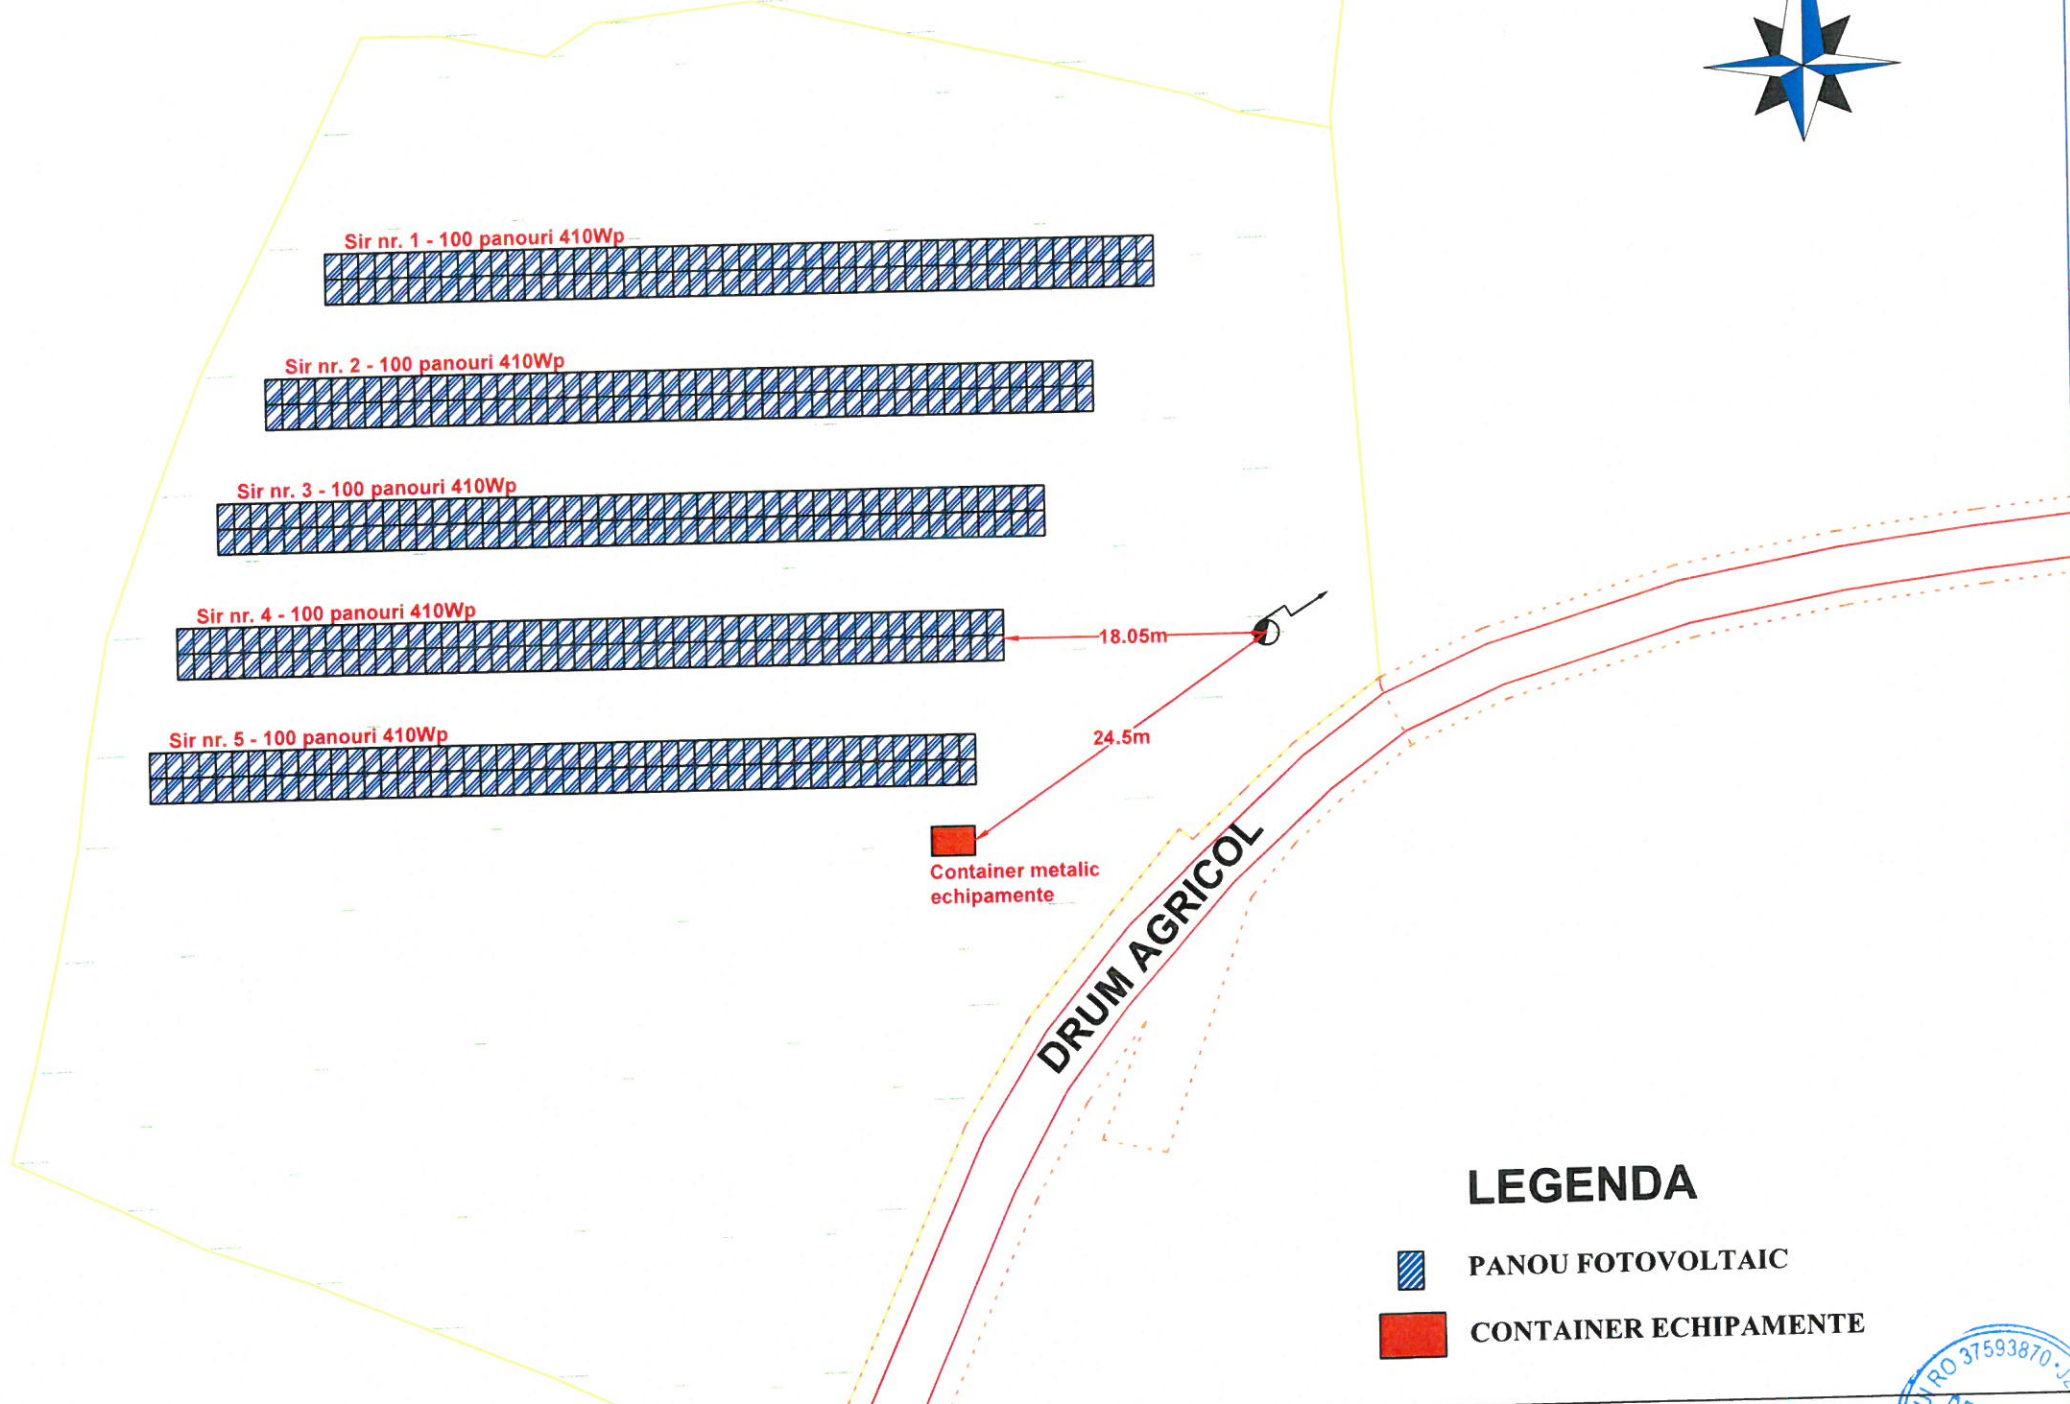 Sir nr. 1 - 100 panouri 410Wp
Sir nr. 2 - 100 panouri 410Wp
Sir nr. 3 - 100 panouri 410Wp
Sir nr. 4 - 100 panouri 410Wp
18.05m
24.5m
Sir nr. 5 - 100 panouri 410Wp
Container metalic
echipamente
DRUM AGRICOL
LEGENDA
PANOU FOTOVOLTAIC
CONTAINER ECHIPAMENTE
RO 37593870